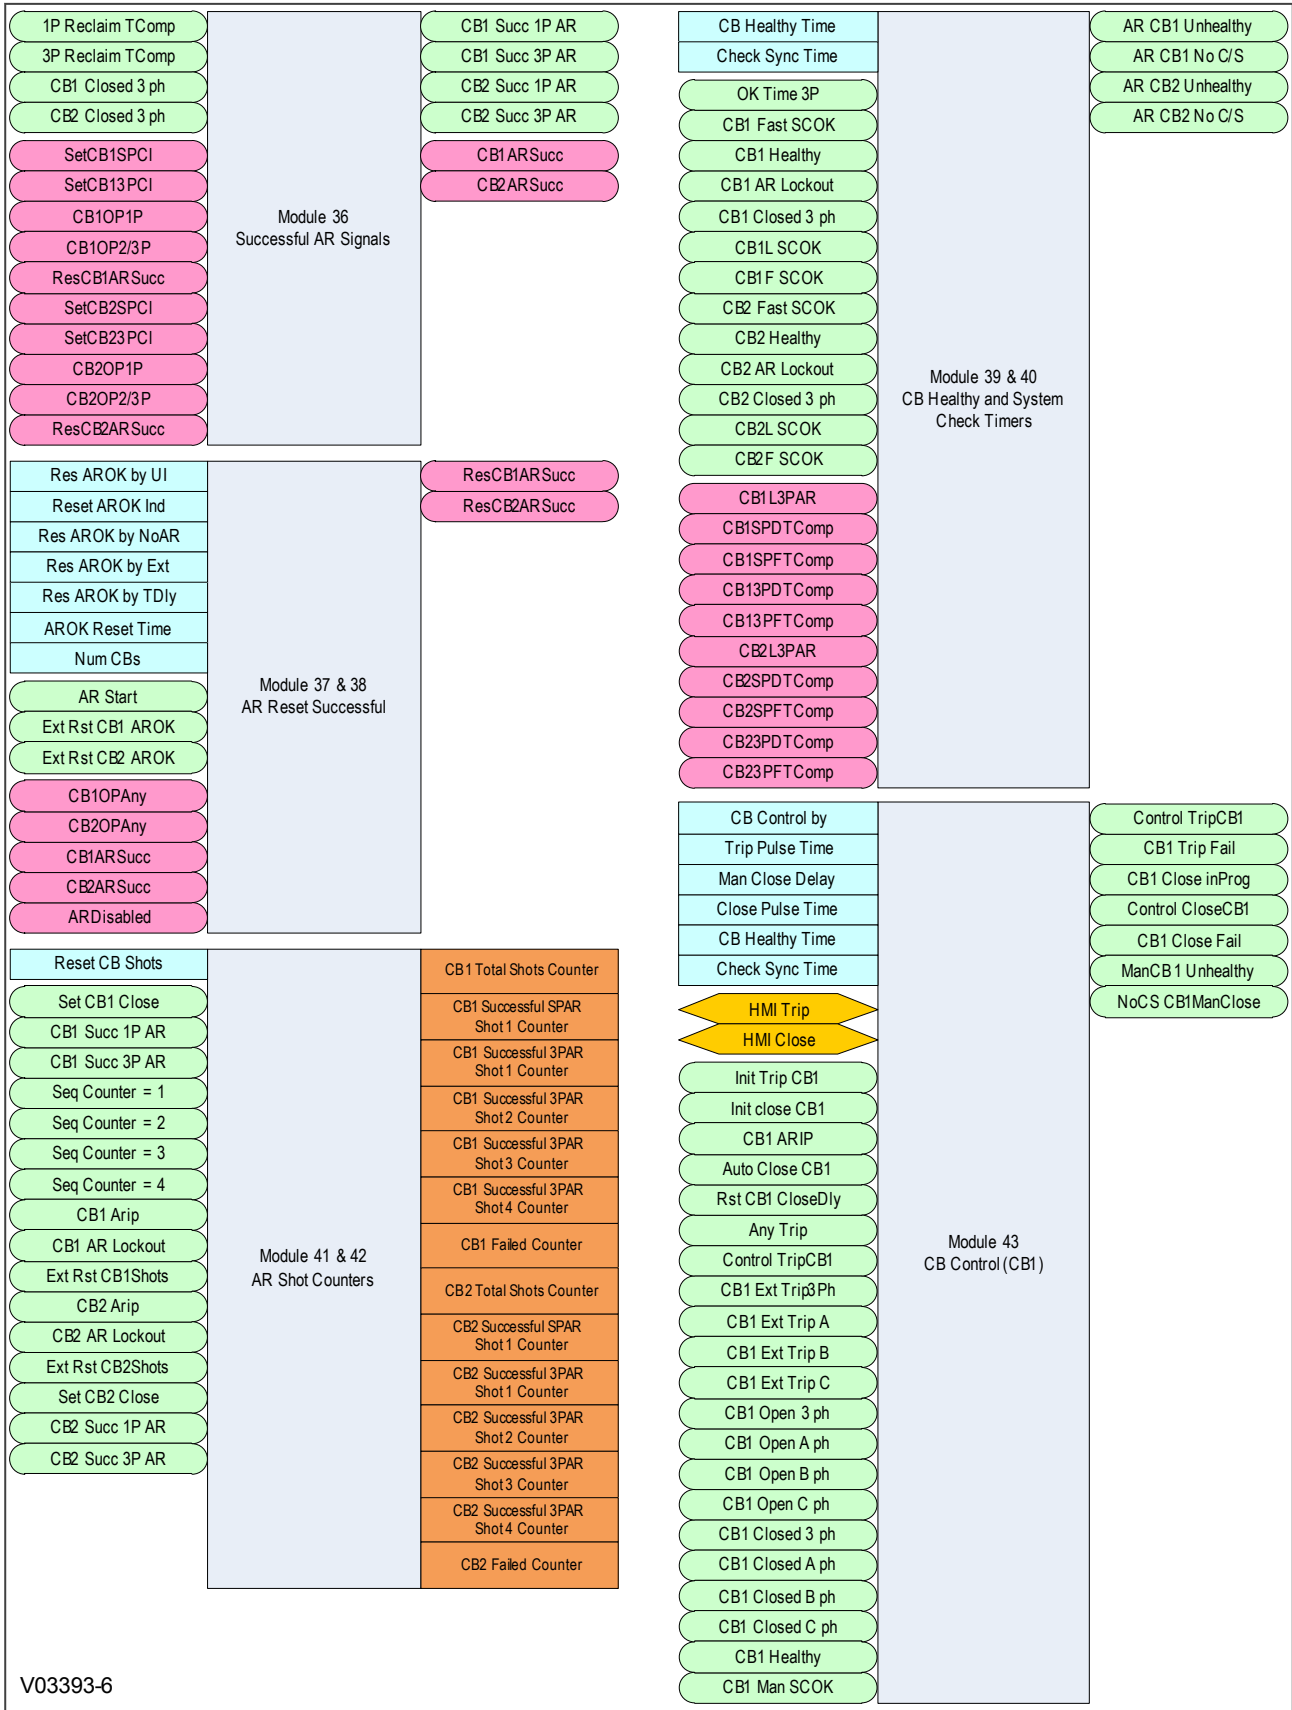 1P Reclaim TComp
3P Reclaim TComp
CB1 Closed 3 ph
CB2 Closed 3 ph
SetCB1SPCl
SetCB13PCl
CB1OP1P
CB1OP2/3P
ResCB1ARSucc
SetCB2SPCl
SetCB23PCl
CB2OP1P
CB2OP2/3P
ResCB2ARSucc
Module 36
Successful AR Signals
CB1 Succ 1P AR
CB1 Succ 3P AR
CB2 Succ 1P AR
CB2 Succ 3P AR
CB1ARSucc
CB2ARSucc
Res AROK by UI
Reset AROK Ind
Res AROK by NoAR
Res AROK by Ext
Res AROK by TDly
AROK Reset Time
Num CBs
AR Start
Ext Rst CB1 AROK
Ext Rst CB2 AROK
CB1OPAny
CB2OPAny
CB1ARSucc
CB2ARSucc
ARDisabled
Module 37 & 38
AR Reset Successful
ResCB1ARSucc
ResCB2ARSucc
Reset CB Shots
Set CB1 Close
CB1 Succ 1P AR
CB1 Succ 3P AR
Seq Counter = 1
Seq Counter = 2
Seq Counter = 3
Seq Counter = 4
CB1 Arip
CB1 AR Lockout
Ext Rst CB1Shots
CB2 Arip
CB2 AR Lockout
Ext Rst CB2Shots
Set CB2 Close
CB2 Succ 1P AR
CB2 Succ 3P AR
Module 41 & 42
AR Shot Counters
CB1 Total Shots Counter
CB1 Successful SPAR
Shot 1 Counter
CB1 Successful 3PAR
Shot 1 Counter
CB1 Successful 3PAR
Shot 2 Counter
CB1 Successful 3PAR
Shot 3 Counter
CB1 Successful 3PAR
Shot 4 Counter
CB1 Failed Counter
CB2 Total Shots Counter
CB2 Successful SPAR
Shot 1 Counter
CB2 Successful 3PAR
Shot 1 Counter
CB2 Successful 3PAR
Shot 2 Counter
CB2 Successful 3PAR
Shot 3 Counter
CB2 Successful 3PAR
Shot 4 Counter
CB2 Failed Counter
CB Healthy Time
Check Sync Time
OK Time 3P
CB1 Fast SCOK
CB1 Healthy
CB1 AR Lockout
CB1 Closed 3 ph
CB1L SCOK
CB1F SCOK
CB2 Fast SCOK
CB2 Healthy
CB2 AR Lockout
CB2 Closed 3 ph
CB2L SCOK
CB2F SCOK
CB1L3PAR
CB1SPDTComp
CB1SPFTComp
CB13PDTComp
CB13PFTComp
CB2L3PAR
CB2SPDTComp
CB2SPFTComp
CB23PDTComp
CB23PFTComp
Module 39 & 40
CB Healthy and System
Check Timers
AR CB1 Unhealthy
AR CB1 No C/S
AR CB2 Unhealthy
AR CB2 No C/S
CB Control by
Trip Pulse Time
Man Close Delay
Close Pulse Time
CB Healthy Time
Check Sync Time
HMI Trip
HMI Close
Init Trip CB1
Init close CB1
CB1 ARIP
Auto Close CB1
Rst CB1 CloseDly
Any Trip
Control TripCB1
CB1 Ext Trip3Ph
CB1 Ext Trip A
CB1 Ext Trip B
CB1 Ext Trip C
CB1 Open 3 ph
CB1 Open A ph
CB1 Open B ph
CB1 Open C ph
CB1 Closed 3 ph
CB1 Closed A ph
CB1 Closed B ph
CB1 Closed C ph
CB1 Healthy
CB1 Man SCOK
Module 43
CB Control (CB1)
Control TripCB1
CB1 Trip Fail
CB1 Close inProg
Control CloseCB1
CB1 Close Fail
ManCB1 Unhealthy
NoCS CB1ManClose
V03393-6